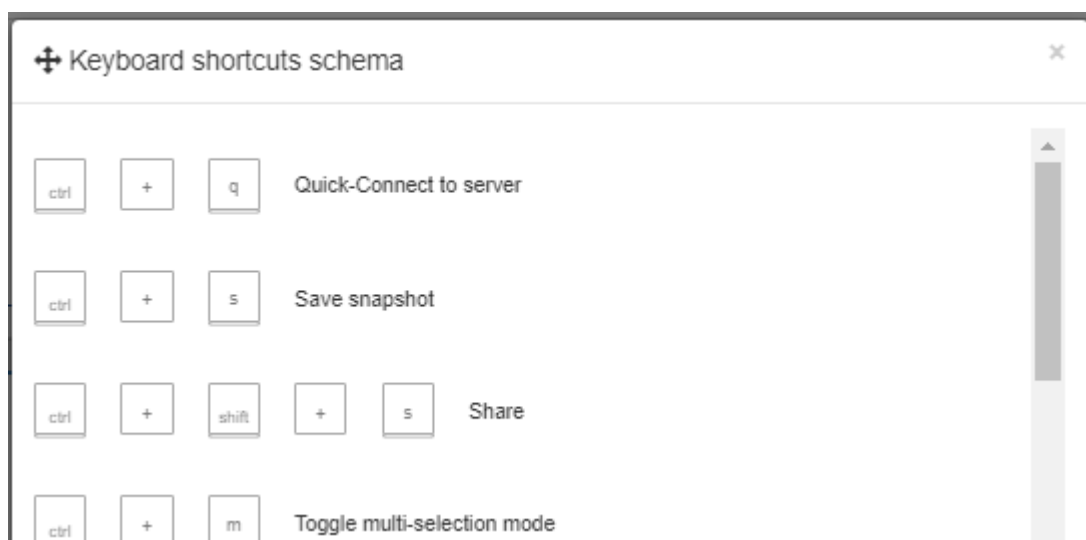 Keyboard shortcuts schema ×
ctrl + q Quick-Connect to server
ctrl + s Save snapshot
ctrl + shift + s Share
ctrl + m Toggle multi-selection mode